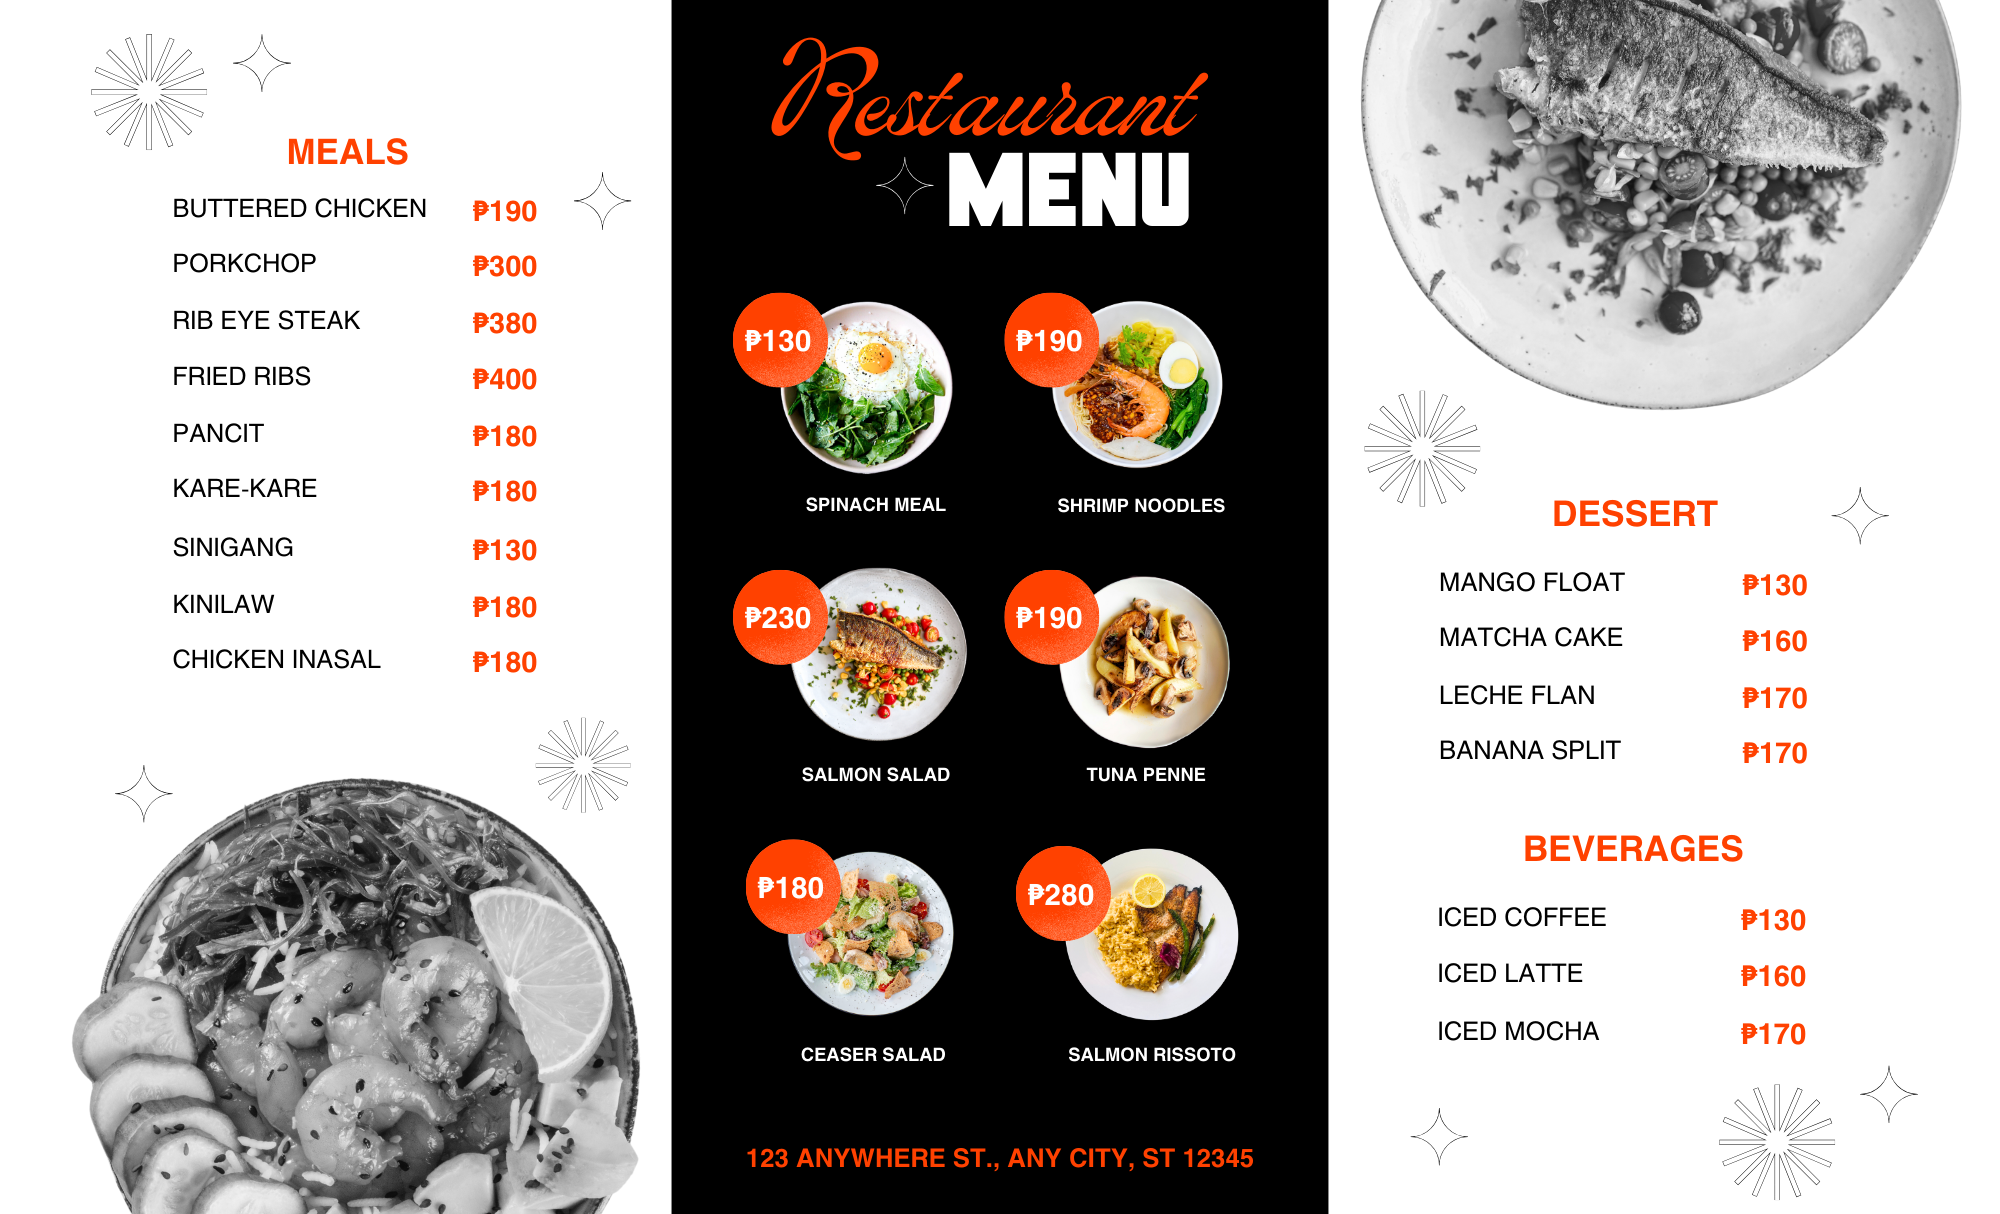 MEALS
BUTTERED CHICKEN ₱190
PORKCHOP ₱300
RIB EYE STEAK ₱380
FRIED RIBS ₱400
PANCIT ₱180
KARE-KARE ₱180
SINIGANG ₱130
KINILAW ₱180
CHICKEN INASAL ₱180
Restaurant
MENU
₱130
SPINACH MEAL
₱190
SHRIMP NOODLES
₱230
SALMON SALAD
₱190
TUNA PENNE
₱180
CEASER SALAD
₱280
SALMON RISSOTO
123 ANYWHERE ST., ANY CITY, ST 12345
DESSERT
MANGO FLOAT ₱130
MATCHA CAKE ₱160
LECHE FLAN ₱170
BANANA SPLIT ₱170
BEVERAGES
ICED COFFEE ₱130
ICED LATTE ₱160
ICED MOCHA ₱170